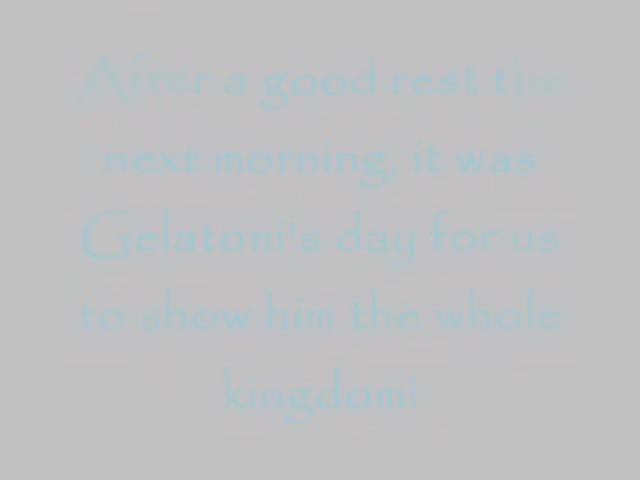 After a good rest the
next morning, it was
Gelatoni's day for us
to show him the whole
kingdom!